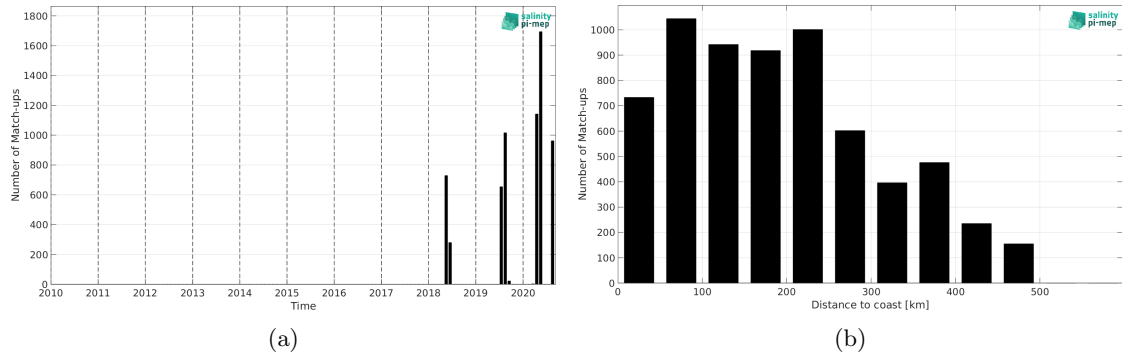 salinity
pi-mep
1800
1600
1400
1200
1000
800
600
400
200
0
Number of Match-ups
2010 2011 2012 2013 2014 2015 2016 2017 2018 2019 2020
Time
(a)
salinity
pi-mep
1000
900
800
700
600
500
400
300
200
100
0
Number of Match-ups
0 100 200 300 400 500
Distance to coast [km]
(b)